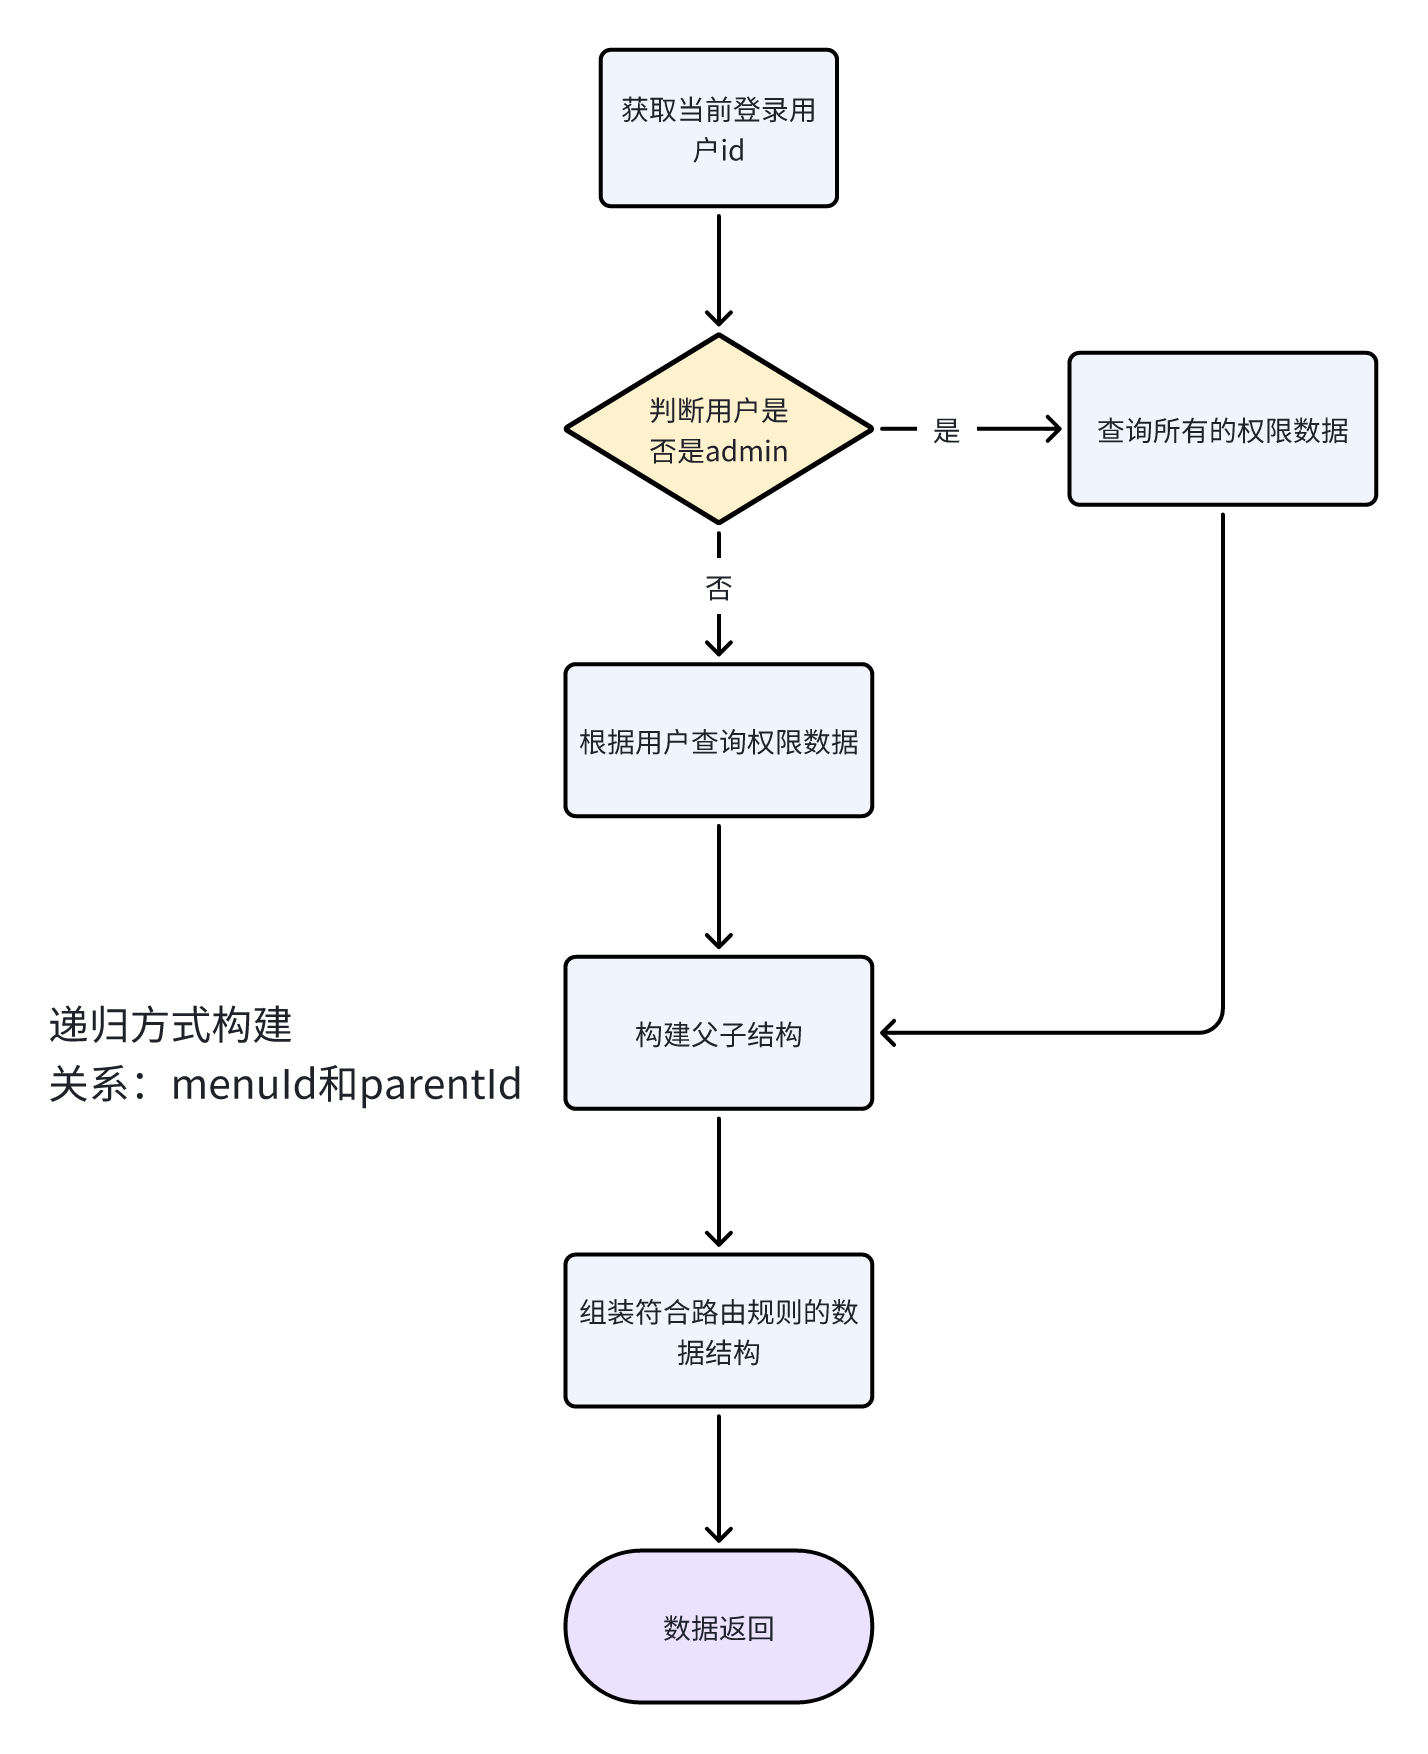 获取当前登录用
户id
判断用户是
否是admin
是
查询所有的权限数据
否
根据用户查询权限数据
递归方式构建
关系：menuId和parentId
构建父子结构
组装符合路由规则的数
据结构
数据返回